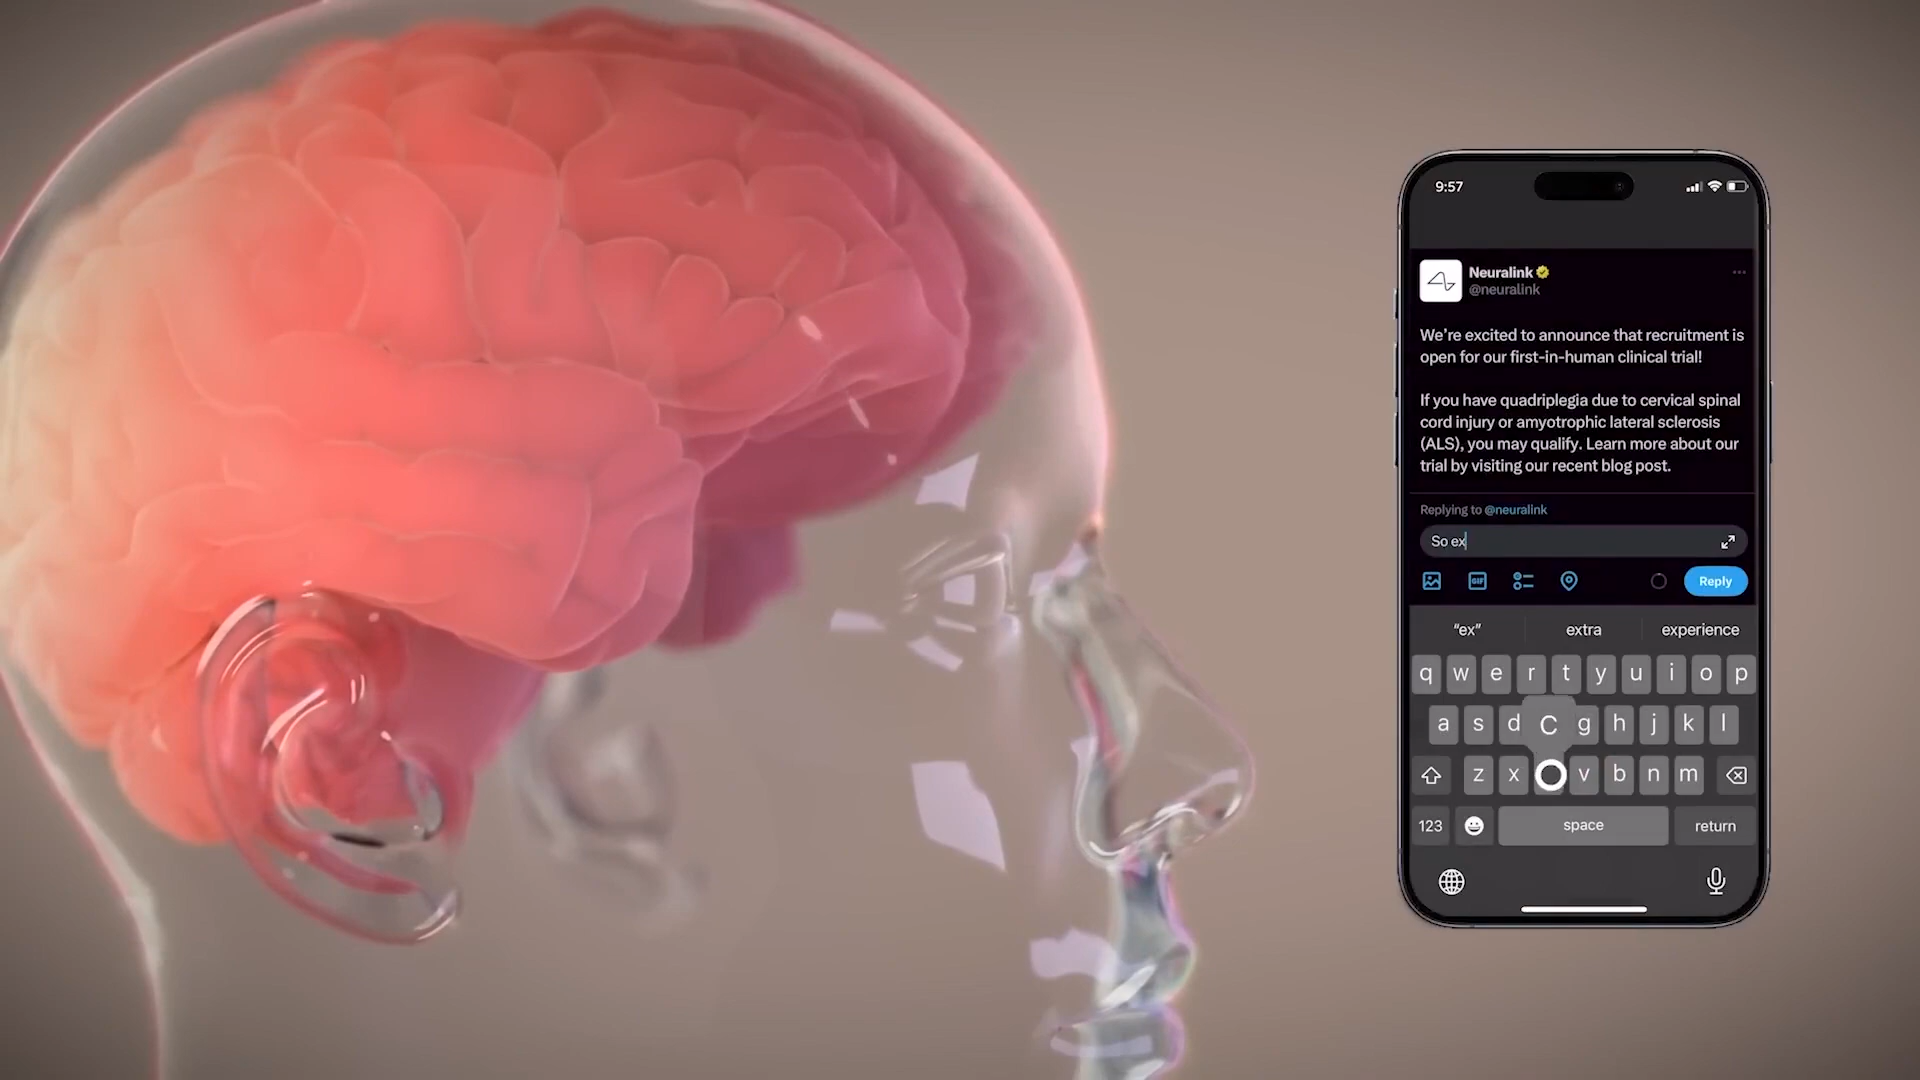 9:57
Neuralink
@neuralink
We're excited to announce that recruitment is
open for our first-in-human clinical trial!
If you have quadriplegia due to cervical spinal
cord injury or amyotrophic lateral sclerosis
(ALS), you may qualify. Learn more about our
trial by visiting our recent blog post.
Replying to @neuralink
So ex
GIF
Reply
“ex” extra experience
q w e r t y u i o p
a s d C g h j k l
z x v b n m
123 space return